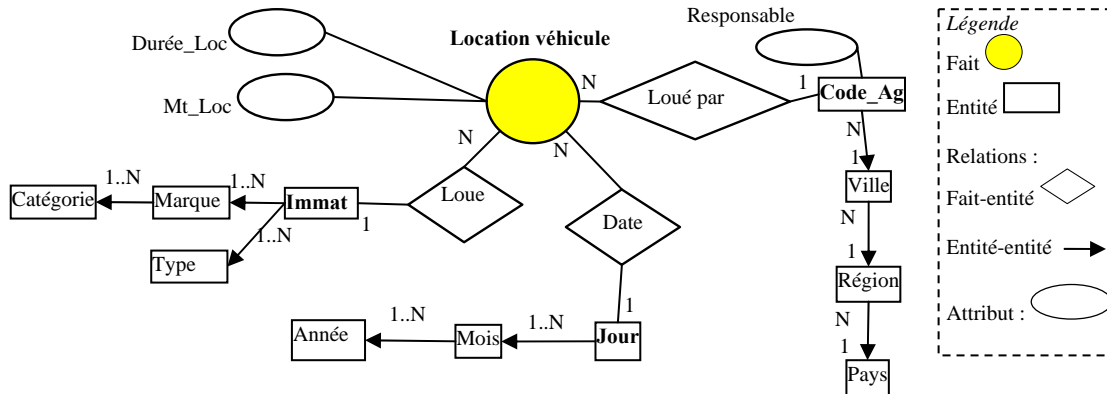 Responsable
Durée_Loc
Location véhicule
Mt_Loc
N
Loué par
1
Code_Ag
N
N
N
1
Catégorie
1..N
Marque
1..N
Immat
1
Loue
Date
Ville
1..N
Type
N
1
Région
Année
1..N
Mois
1..N
Jour
1
N
1
Pays
Légende
Fait
Entité
Relations :
Fait-entité
Entité-entité
Attribut :